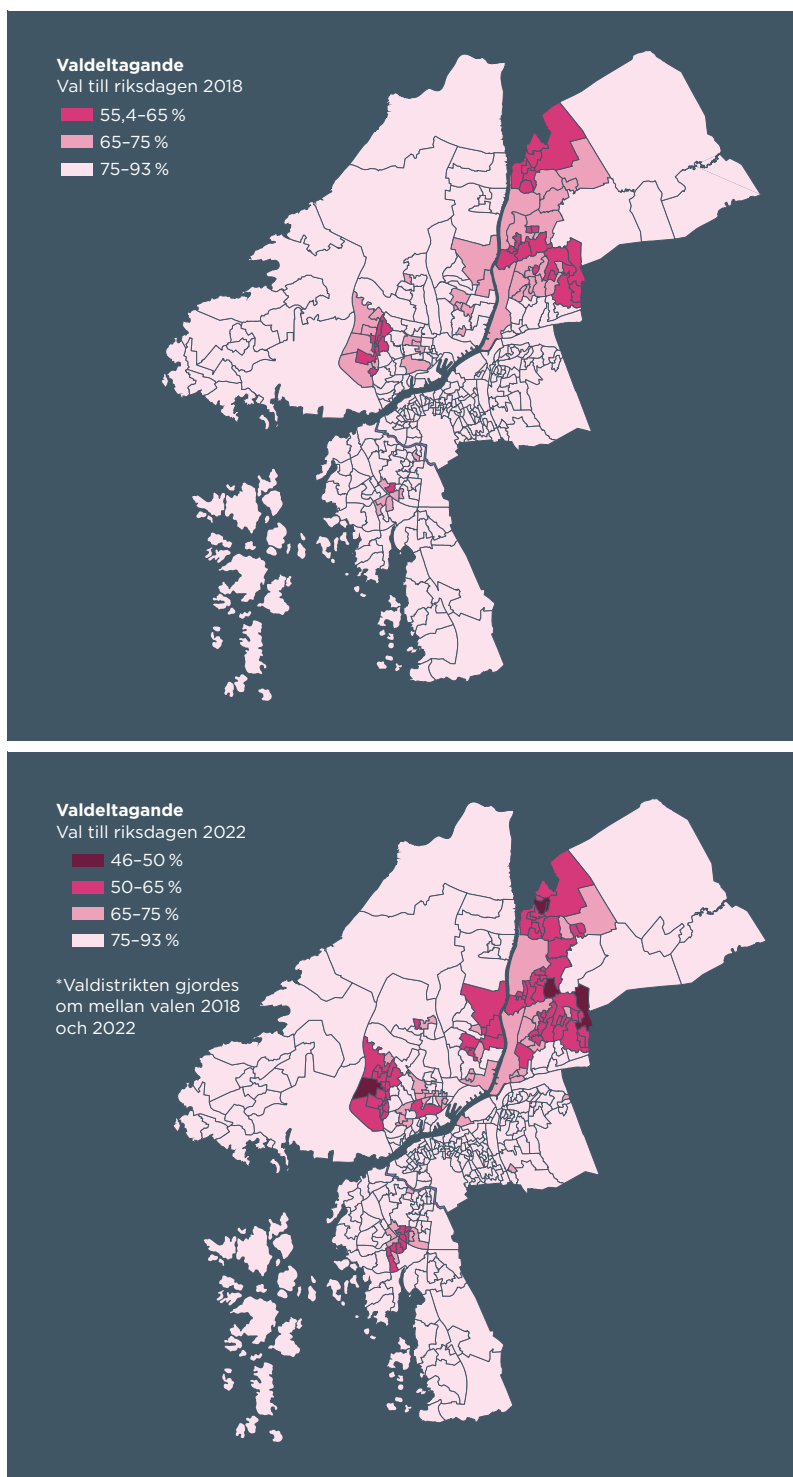 Valdeltagande
Val till riksdagen 2018
55,4–65 %
65–75 %
75–93 %
Valdeltagande
Val till riksdagen 2022
46–50 %
50–65 %
65–75 %
75–93 %
*Valdistrikten gjordes
om mellan valen 2018
och 2022